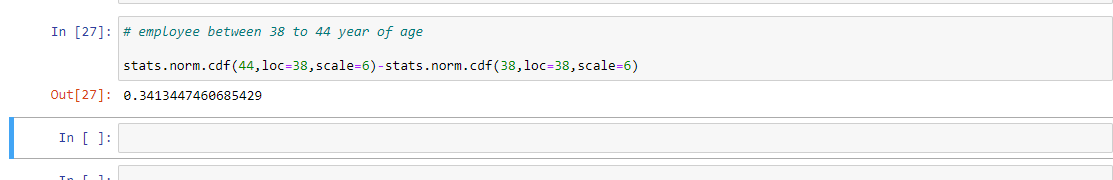 In [27]: # employee between 38 to 44 year of age
stats.norm.cdf(44,loc=38,scale=6)-stats.norm.cdf(38,loc=38,scale=6)
Out[27]: 0.3413447460685429
In [ ]:
In [ ]: